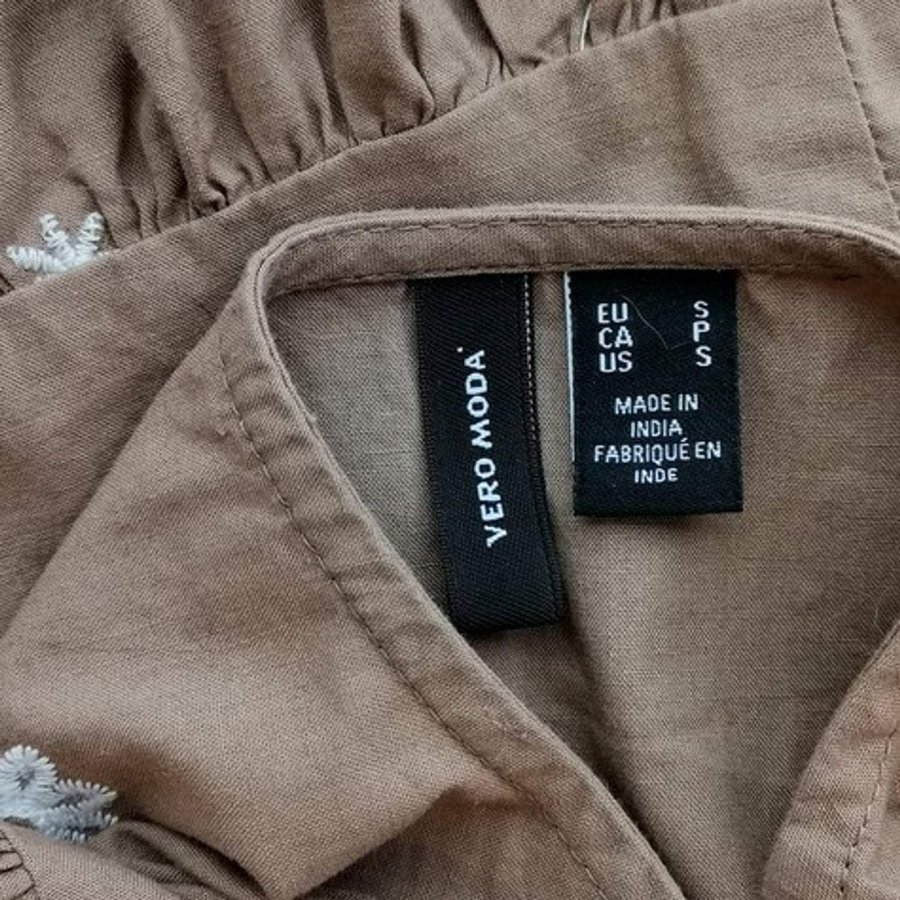 VERO MODA
EU S
CA P
US S
MADE IN
INDIA
FABRIQUÉ EN
INDE